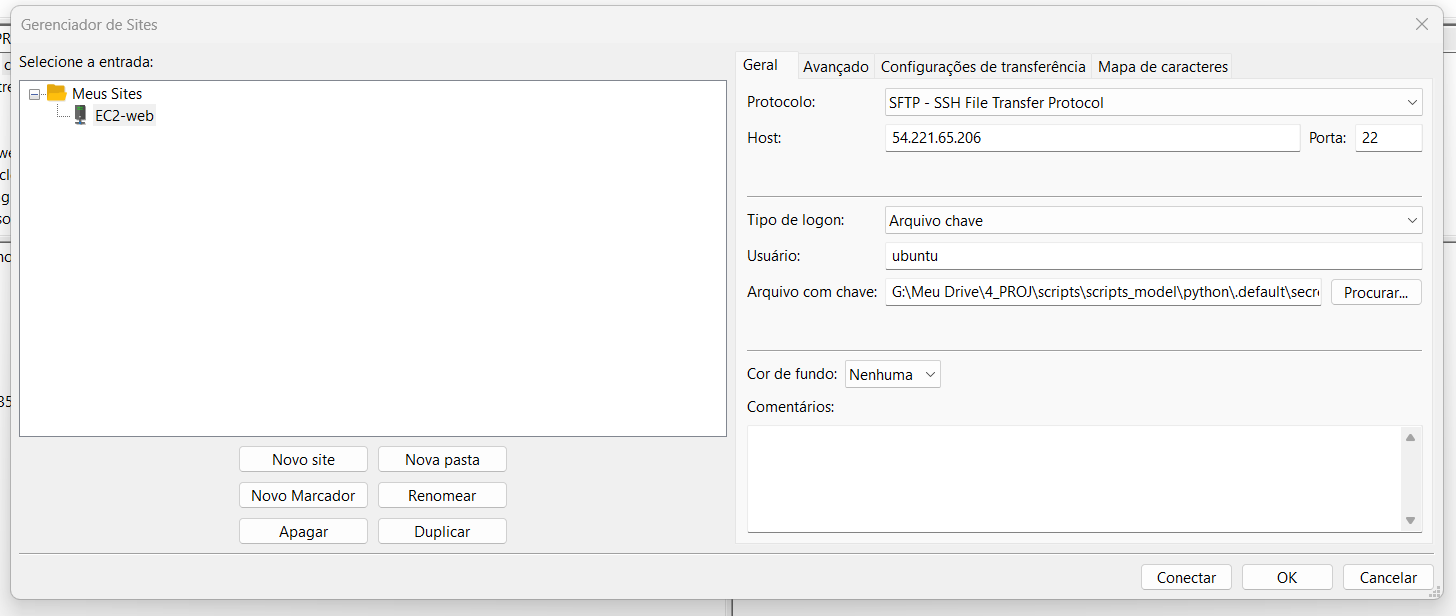 Gerenciador de Sites
Selecione a entrada:
Meus Sites
EC2-web
Novo site
Nova pasta
Novo Marcador
Renomear
Apagar
Duplicar
Geral
Avançado
Configurações de transferência
Mapa de caracteres
Protocolo:
SFTP - SSH File Transfer Protocol
Host:
54.221.65.206
Porta:
22
Tipo de logon:
Arquivo chave
Usuário:
ubuntu
Arquivo com chave:
G:\Meu Drive\4_PROJ\scripts\scripts_model\python\.default\secre
Procurar...
Cor de fundo:
Nenhuma
Comentários:
Conectar
OK
Cancelar